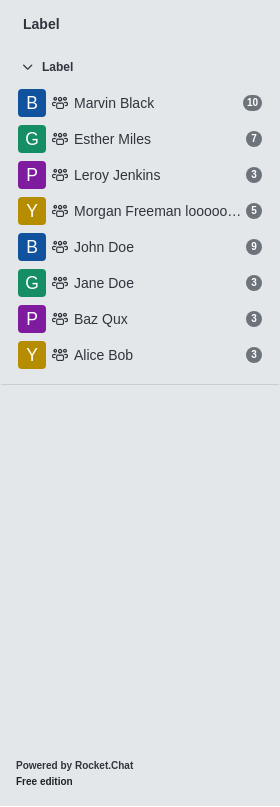 Label
Label
B Marvin Black 10
G Esther Miles 7
P Leroy Jenkins 3
Y Morgan Freeman looooo… 5
B John Doe 9
G Jane Doe 3
P Baz Qux 3
Y Alice Bob 3
Powered by Rocket.Chat
Free edition